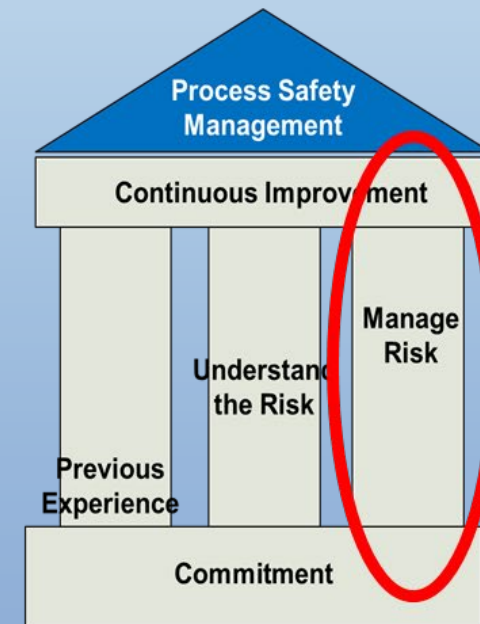 Process Safety
Management
Continuous Improvement
Manage
Risk
Understand
the Risk
Previous
Experience
Commitment